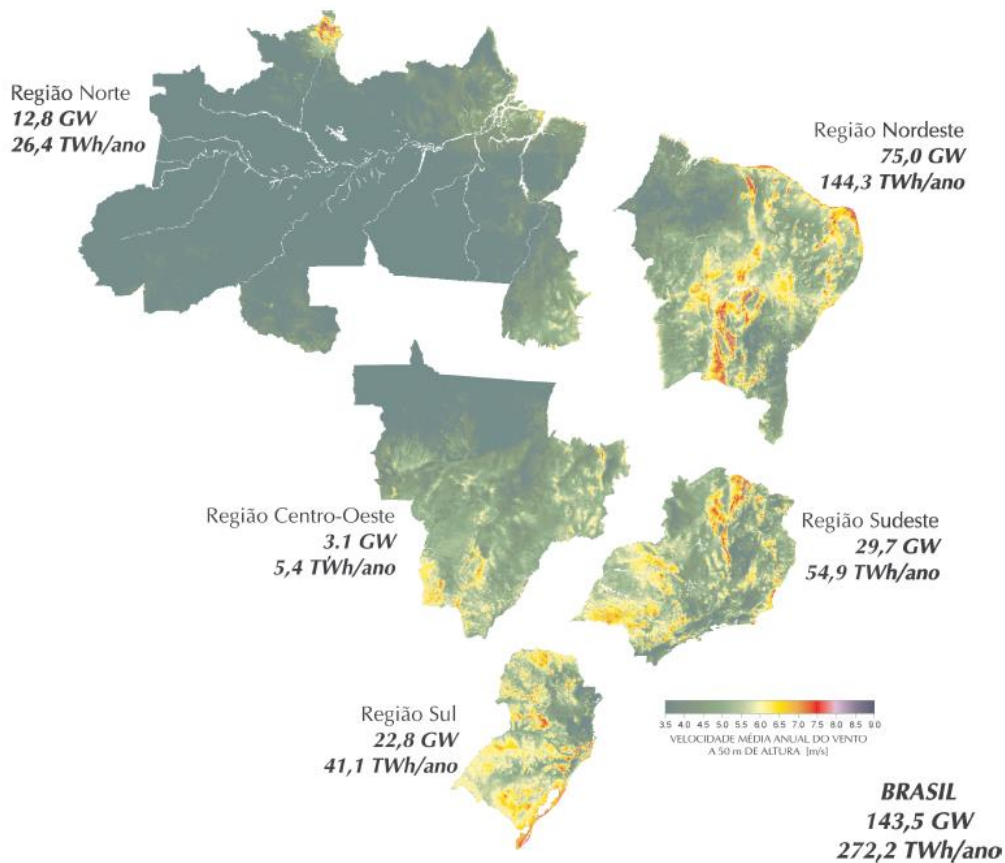 Região Norte
12,8 GW
26,4 TWh/ano
Região Nordeste
75,0 GW
144,3 TWh/ano
Região Centro-Oeste
3.1 GW
5,4 TWh/ano
Região Sudeste
29,7 GW
54,9 TWh/ano
Região Sul
22,8 GW
41,1 TWh/ano
3.5 4.0 4.5 5.0 5.5 6.0 6.5 7.0 7.5 8.0 8.5 9.0
VELOCIDADE MÉDIA ANUAL DO VENTO
A 50 m DE ALTURA [m/s]
BRASIL
143,5 GW
272,2 TWh/ano